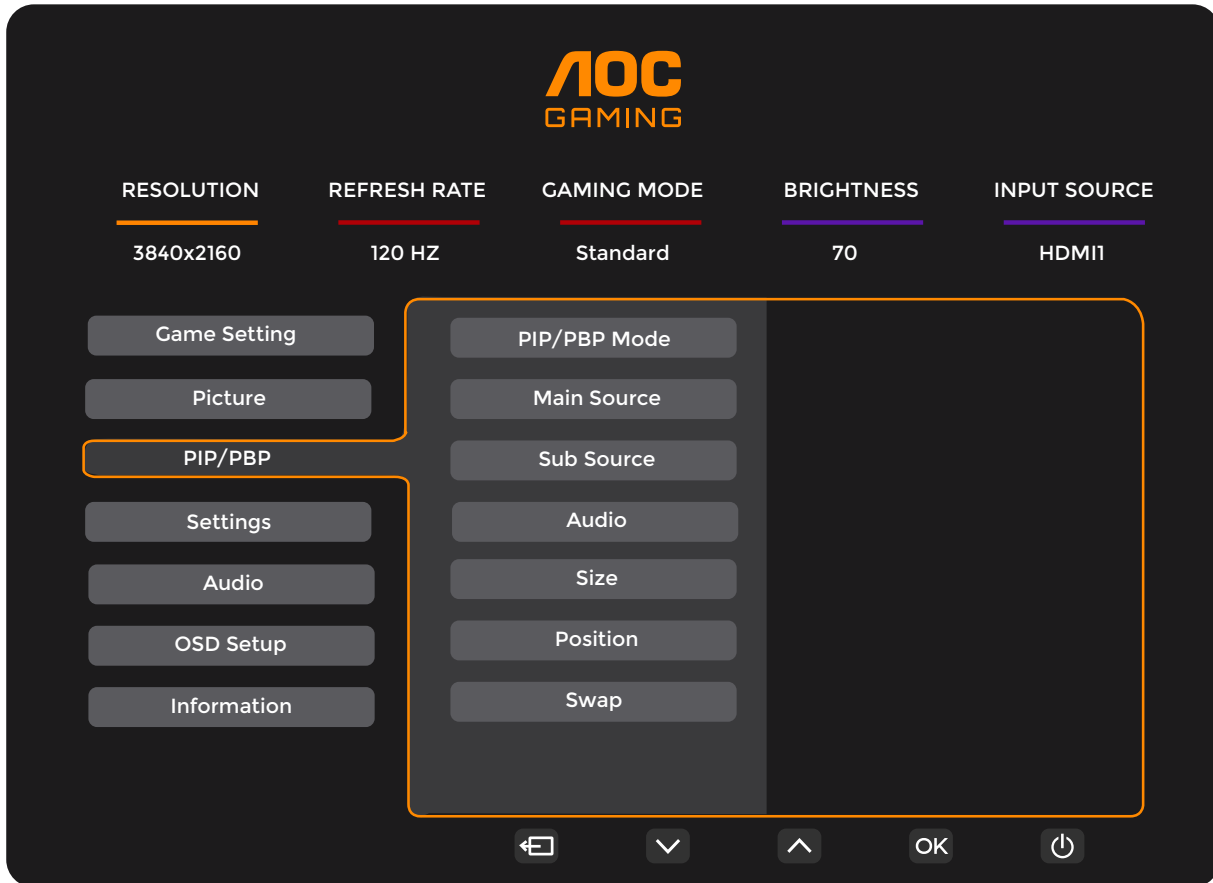 AOC
GAMING
RESOLUTION REFRESH RATE GAMING MODE BRIGHTNESS INPUT SOURCE
3840x2160 120 HZ Standard 70 HDMI1
Game Setting
Picture
PIP/PBP
Settings
Audio
OSD Setup
Information
PIP/PBP Mode
Main Source
Sub Source
Audio
Size
Position
Swap
OK